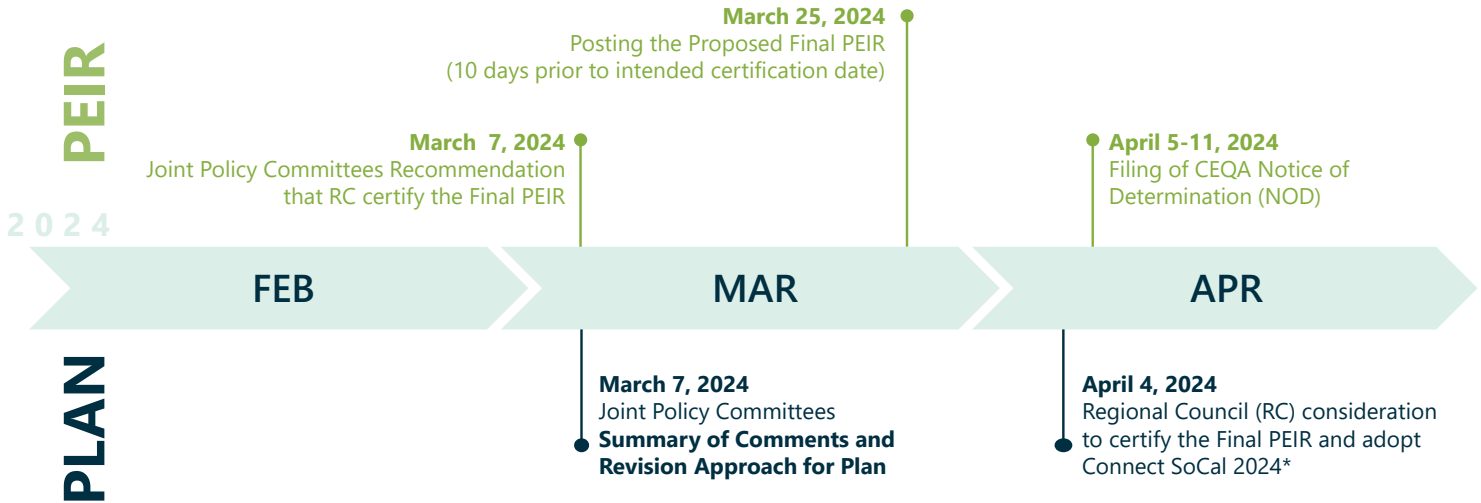 PEIR
March 25, 2024
Posting the Proposed Final PEIR
(10 days prior to intended certification date)
March 7, 2024
Joint Policy Committees Recommendation
that RC certify the Final PEIR
April 5-11, 2024
Filing of CEQA Notice of
Determination (NOD)
2024
FEB
MAR
APR
PLAN
March 7, 2024
Joint Policy Committees
Summary of Comments and
Revision Approach for Plan
April 4, 2024
Regional Council (RC) consideration
to certify the Final PEIR and adopt
Connect SoCal 2024*